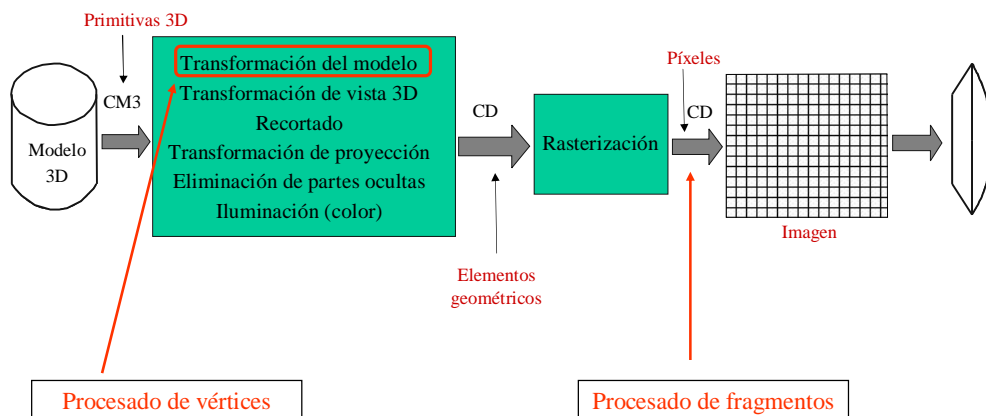 Primitivas 3D
CM3
Modelo
3D
Transformación del modelo
Transformación de vista 3D
Recortado
Transformación de proyección
Eliminación de partes ocultas
Iluminación (color)
CD
Elementos
geométricos
Rasterización
Píxeles
CD
Imagen
Procesado de vértices
Procesado de fragmentos